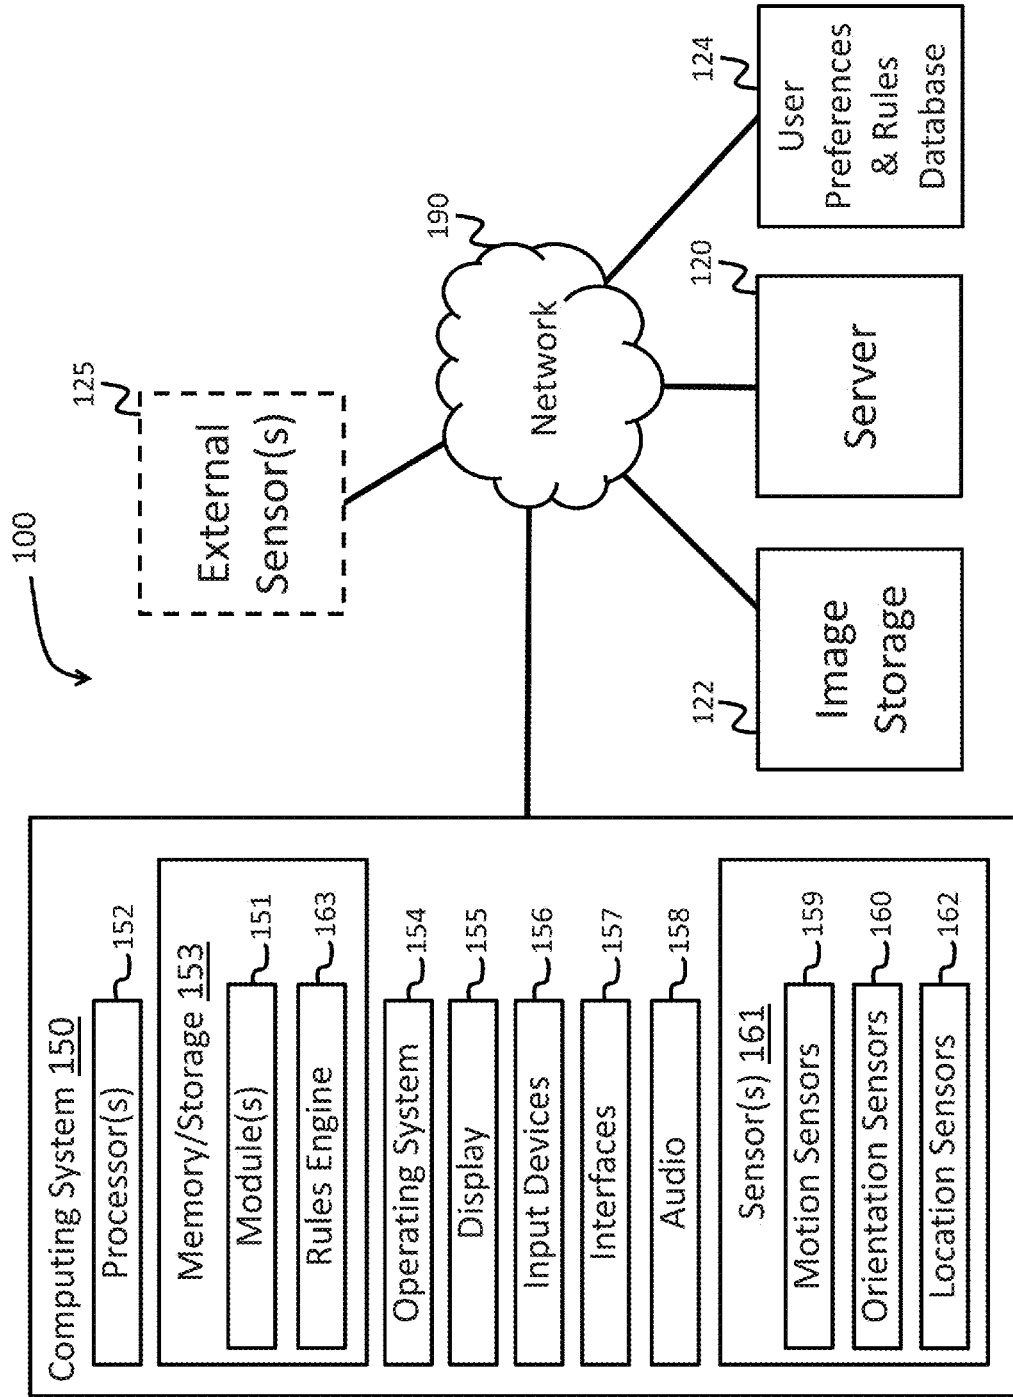 100
Computing System 150
Processor(s)
152
Memory/Storage 153
Module(s)
151
Rules Engine
163
Operating System
154
Display
155
Input Devices
156
Interfaces
157
Audio
158
Sensor(s) 161
Motion Sensors
159
Orientation Sensors
160
Location Sensors
162
125
External
Sensor(s)
190
Network
122
Image
Storage
120
Server
124
User
Preferences
& Rules
Database